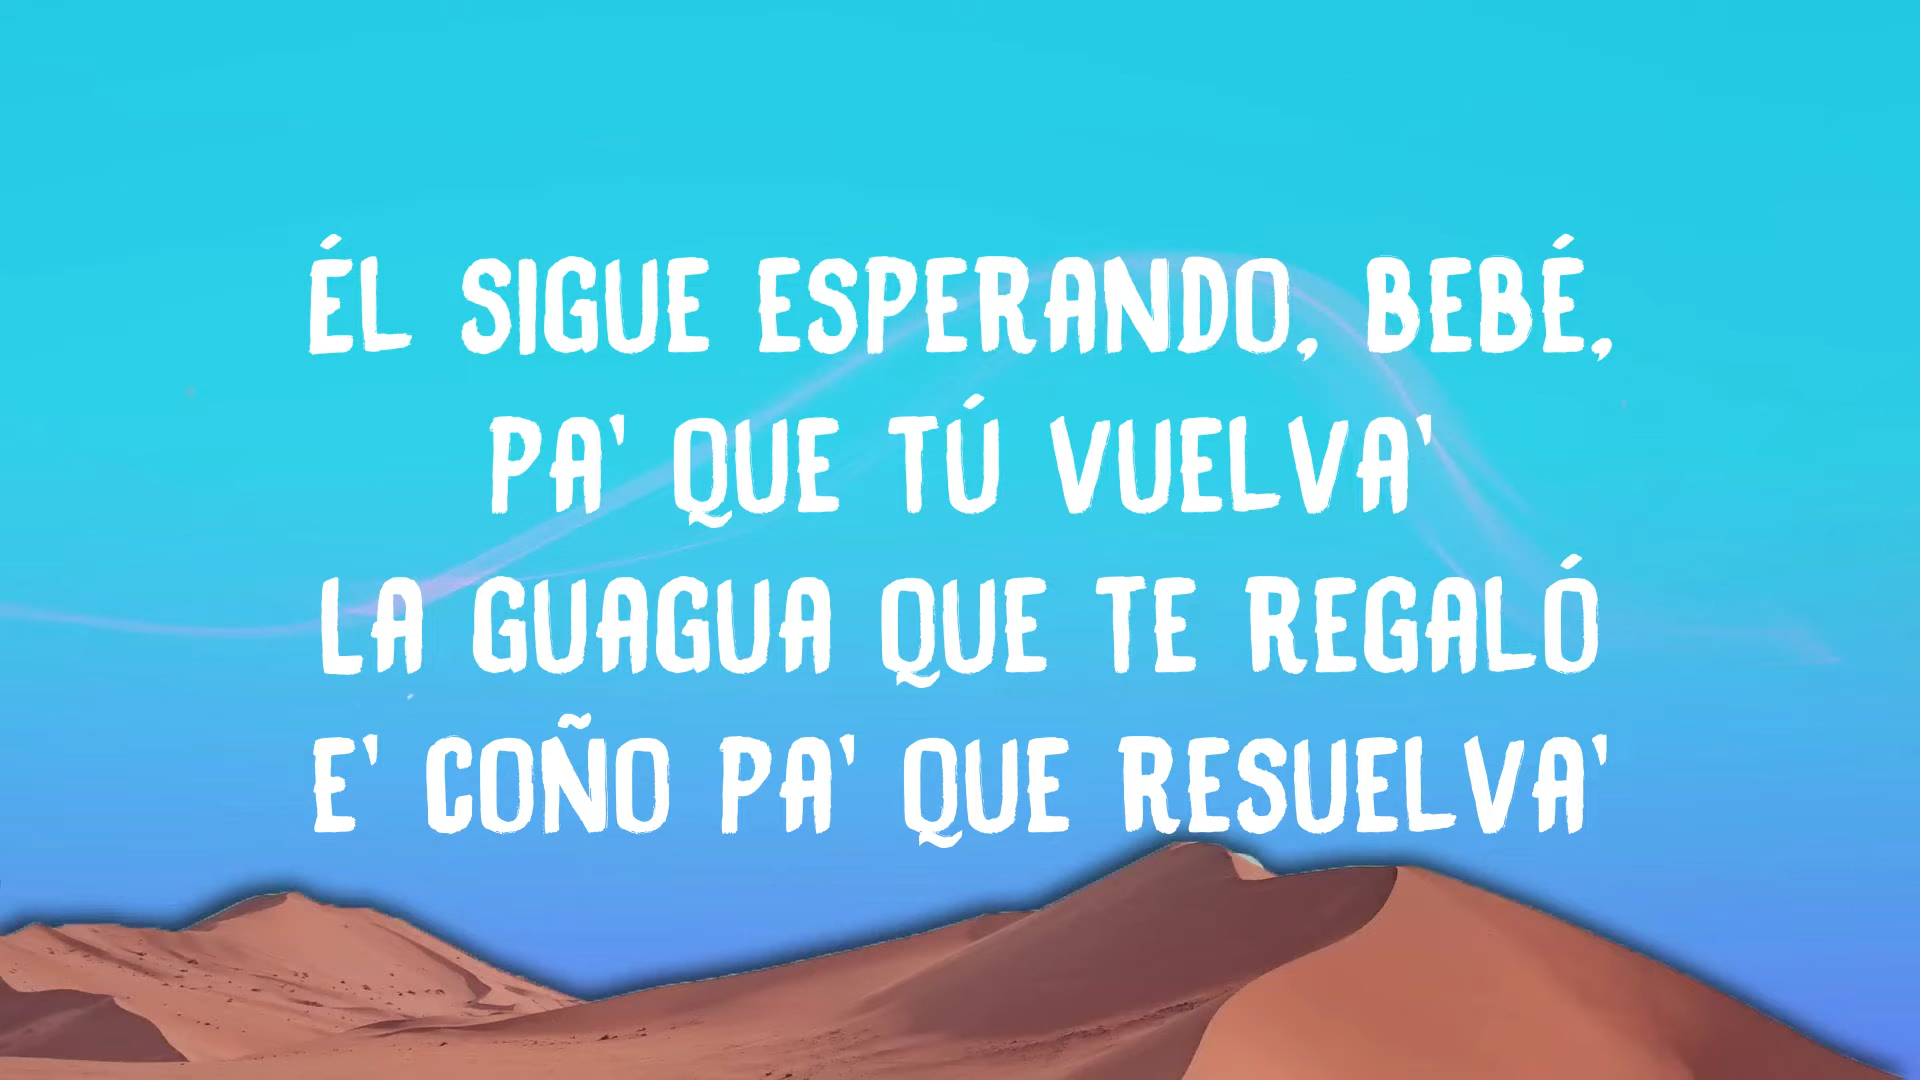 ÉL SIGUE ESPERANDO, BEBÉ,
PA' QUE TÚ VUELVA'
LA GUAGUA QUE TE REGALÓ
E' COÑO PA' QUE RESUELVA'